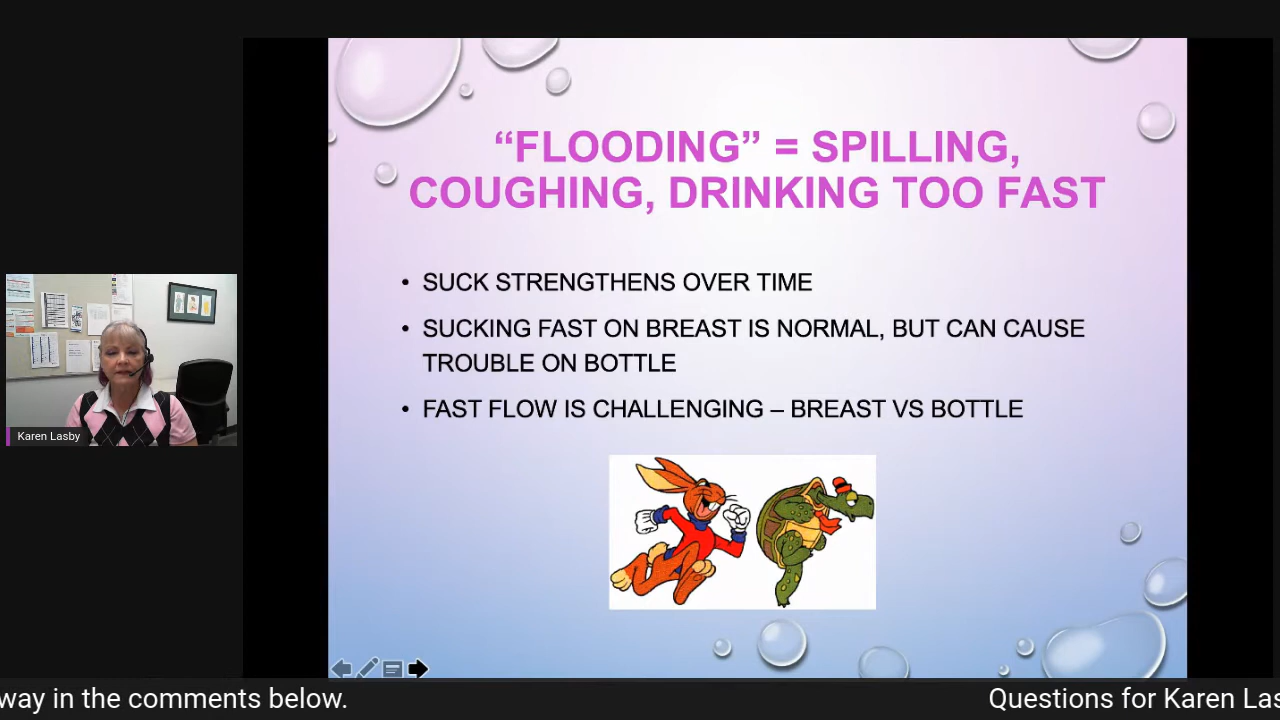 “FLOODING” = SPILLING,
COUGHING, DRINKING TOO FAST
• SUCK STRENGTHENS OVER TIME
• SUCKING FAST ON BREAST IS NORMAL, BUT CAN CAUSE
TROUBLE ON BOTTLE
• FAST FLOW IS CHALLENGING – BREAST VS BOTTLE
Karen Lasby
way in the comments below.
Questions for Karen Las